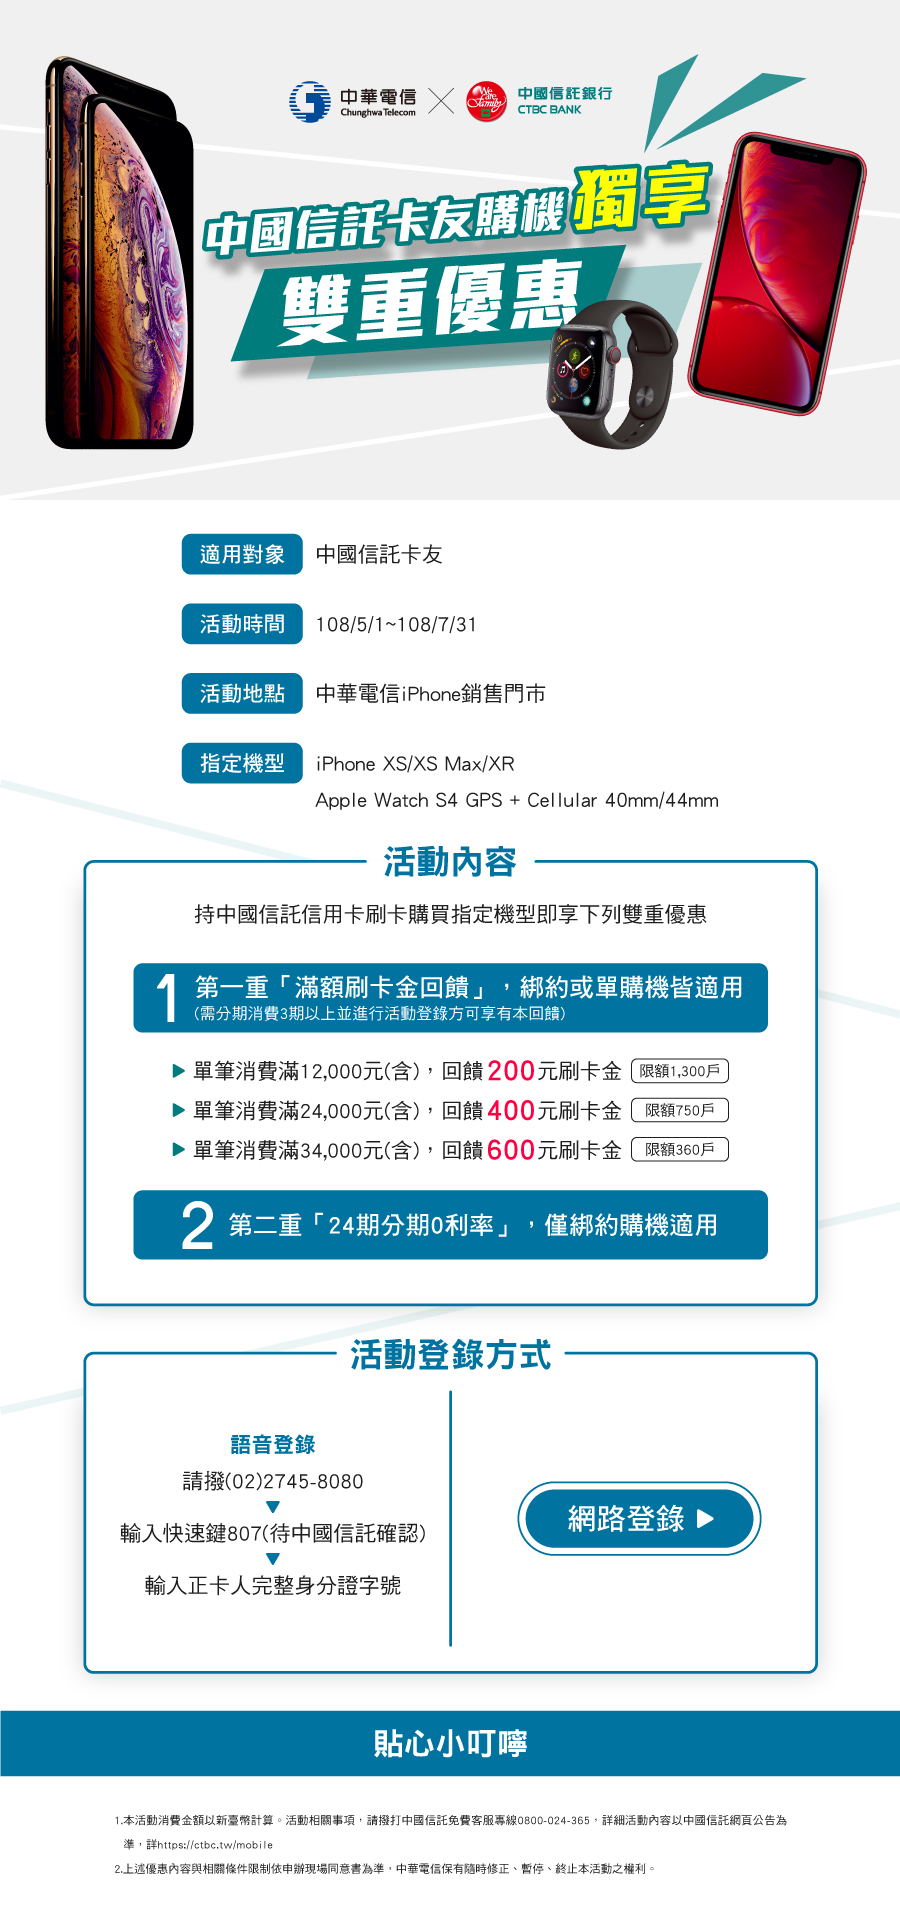 中華電信
Chunghwa Telecom
We are Family
中國信託銀行
CTBC BANK
中國信託卡友購機獨享
雙重優惠
適用對象 中國信託卡友
活動時間 108/5/1~108/7/31
活動地點 中華電信iPhone銷售門市
指定機型 iPhone XS/XS Max/XR
Apple Watch S4 GPS + Cellular 40mm/44mm
活動內容
持中國信託信用卡刷卡購買指定機型即享下列雙重優惠
1 第一重「滿額刷卡金回饋」，綁約或單購機皆適用
(需分期消費3期以上並進行活動登錄方可享有本回饋)
▶ 單筆消費滿12,000元(含)，回饋200元刷卡金 限額1,300戶
▶ 單筆消費滿24,000元(含)，回饋400元刷卡金 限額750戶
▶ 單筆消費滿34,000元(含)，回饋600元刷卡金 限額360戶
2 第二重「24期分期0利率」，僅綁約購機適用
活動登錄方式
語音登錄
請撥(02)2745-8080
▼
輸入快速鍵807(待中國信託確認)
▼
輸入正卡人完整身分證字號
網路登錄 ▶
貼心小叮嚀
1.本活動消費金額以新臺幣計算。活動相關事項，請撥打中國信託免費客服專線0800-024-365，詳細活動內容以中國信託網頁公告為
準，詳https://ctbc.tw/mobile
2.上述優惠內容與相關條件限制依申辦現場同意書為準，中華電信保有隨時修正、暫停、終止本活動之權利。